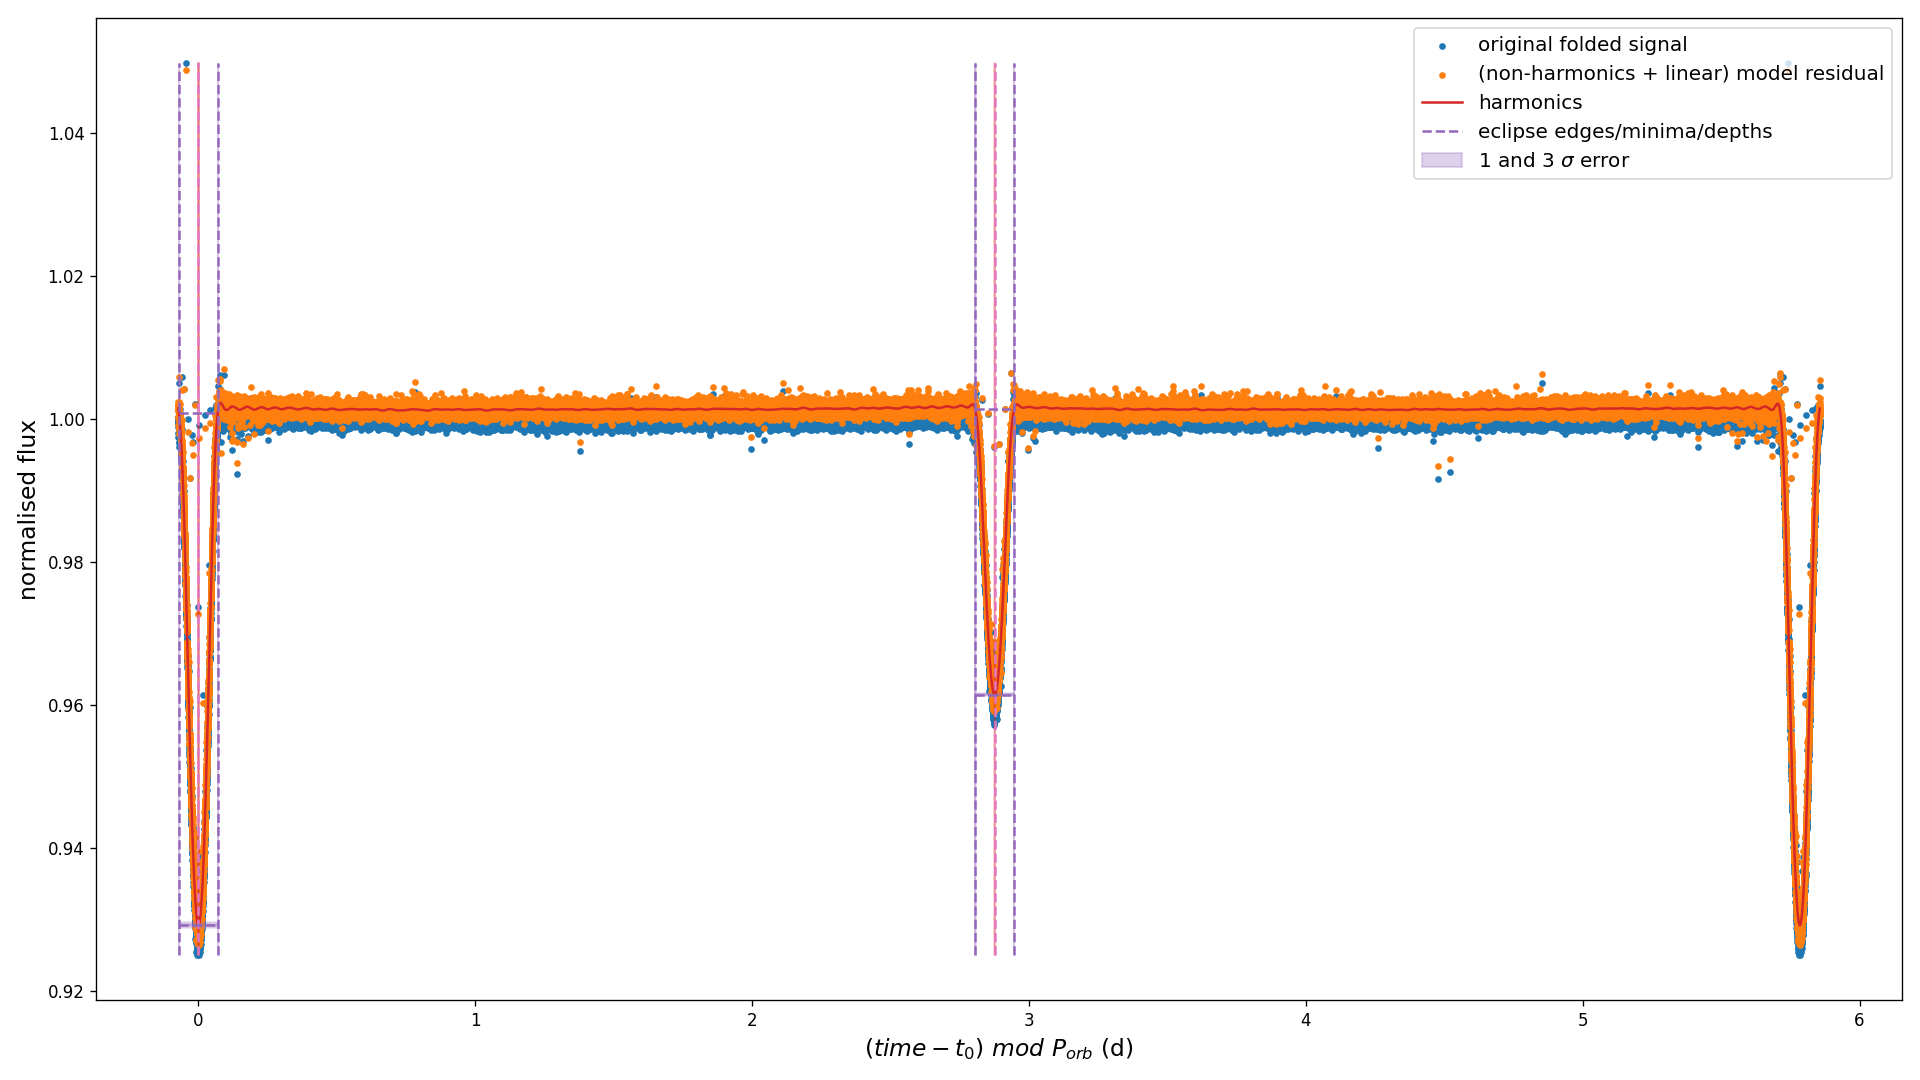 original folded signal
(non-harmonics + linear) model residual
harmonics
eclipse edges/minima/depths
1 and 3 σ error
normalised flux
1.04
1.02
1.00
0.98
0.96
0.94
0.92
0 1 2 3 4 5 6
(time − t₀) mod Pₒᵣb (d)